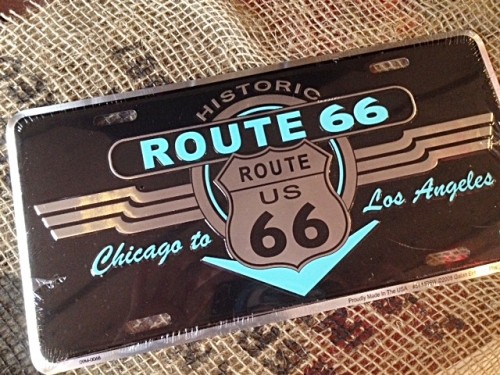 HISTORIC
ROUTE 66
ROUTE
US
66
Chicago to
Los Angeles
Proudly Made In The USA